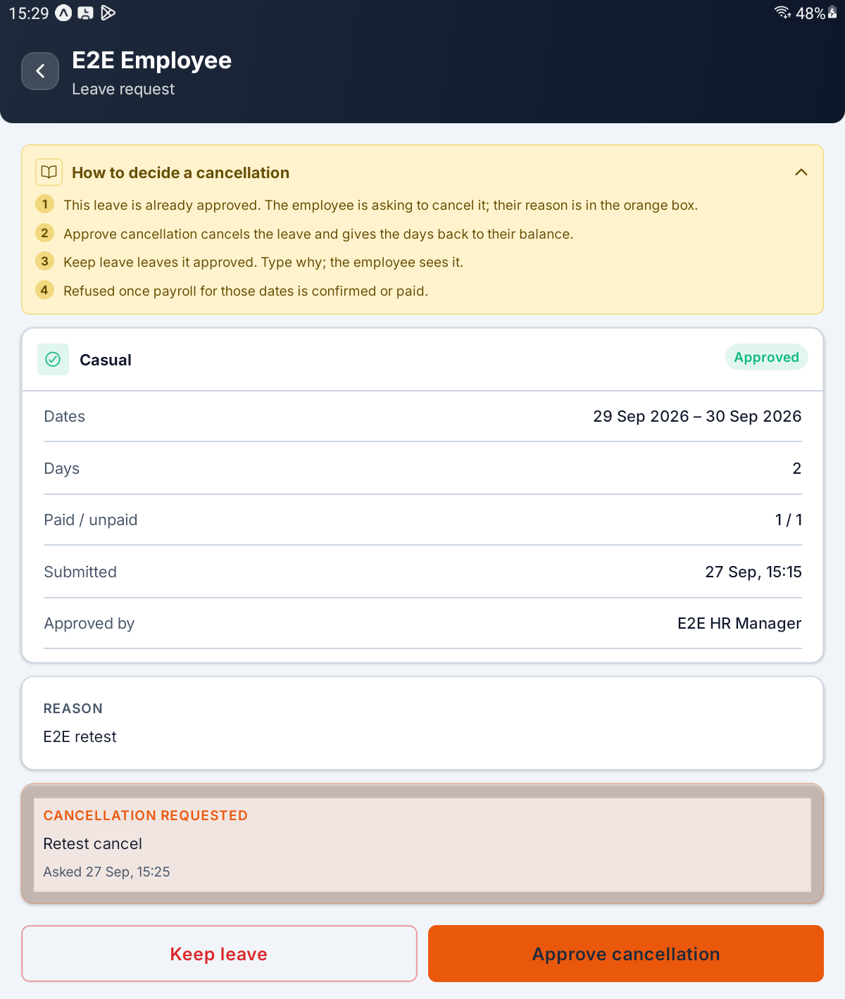 15:29
48%
E2E Employee
Leave request
How to decide a cancellation
1 This leave is already approved. The employee is asking to cancel it; their reason is in the orange box.
2 Approve cancellation cancels the leave and gives the days back to their balance.
3 Keep leave leaves it approved. Type why; the employee sees it.
4 Refused once payroll for those dates is confirmed or paid.
Casual
Approved
Dates 29 Sep 2026 – 30 Sep 2026
Days 2
Paid / unpaid 1 / 1
Submitted 27 Sep, 15:15
Approved by E2E HR Manager
REASON
E2E retest
CANCELLATION REQUESTED
Retest cancel
Asked 27 Sep, 15:25
Keep leave
Approve cancellation